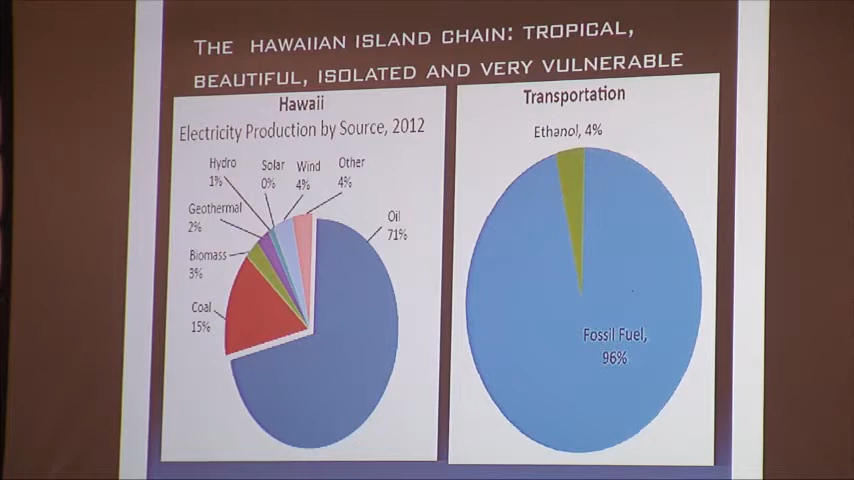 THE HAWAIIAN ISLAND CHAIN: TROPICAL,
BEAUTIFUL, ISOLATED AND VERY VULNERABLE
Hawaii
Electricity Production by Source, 2012
Hydro
1%
Solar
0%
Wind
4%
Other
4%
Geothermal
2%
Biomass
3%
Coal
15%
Oil
71%
Transportation
Ethanol, 4%
Fossil Fuel,
96%